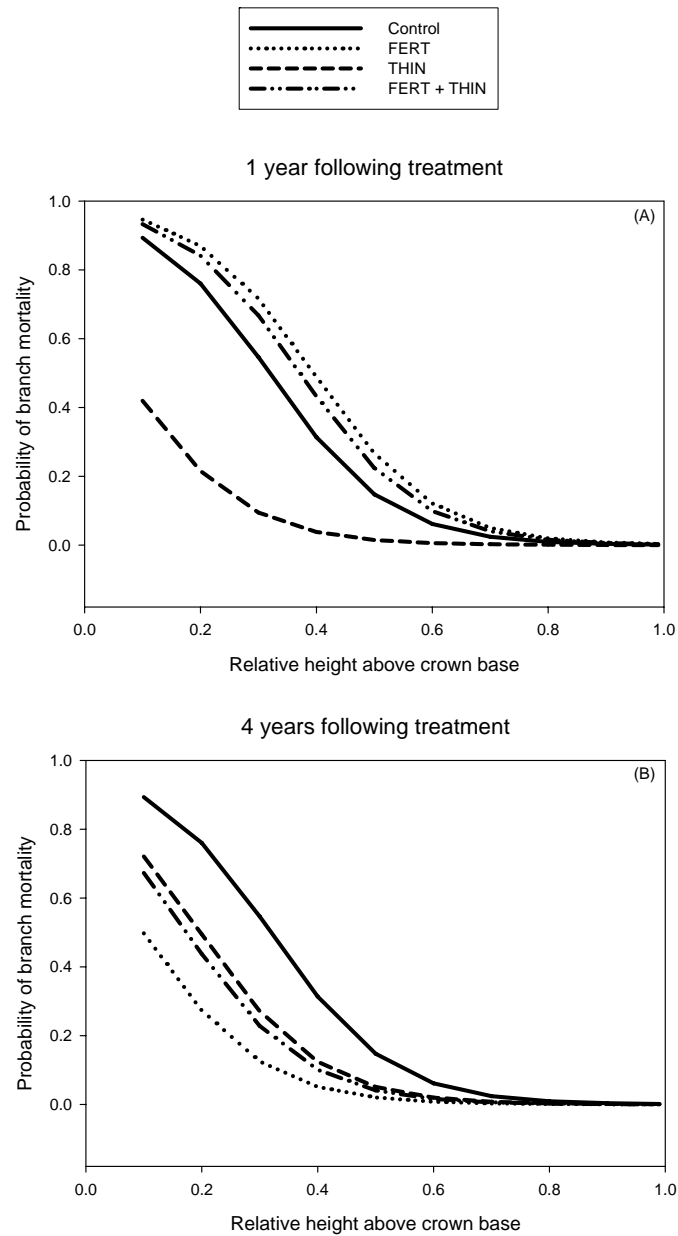 Control
FERT
THIN
FERT + THIN
1 year following treatment
(A)
1.0
0.8
0.6
0.4
0.2
0.0
Probability of branch mortality
0.0 0.2 0.4 0.6 0.8 1.0
Relative height above crown base
4 years following treatment
(B)
1.0
0.8
0.6
0.4
0.2
0.0
Probability of branch mortality
0.0 0.2 0.4 0.6 0.8 1.0
Relative height above crown base